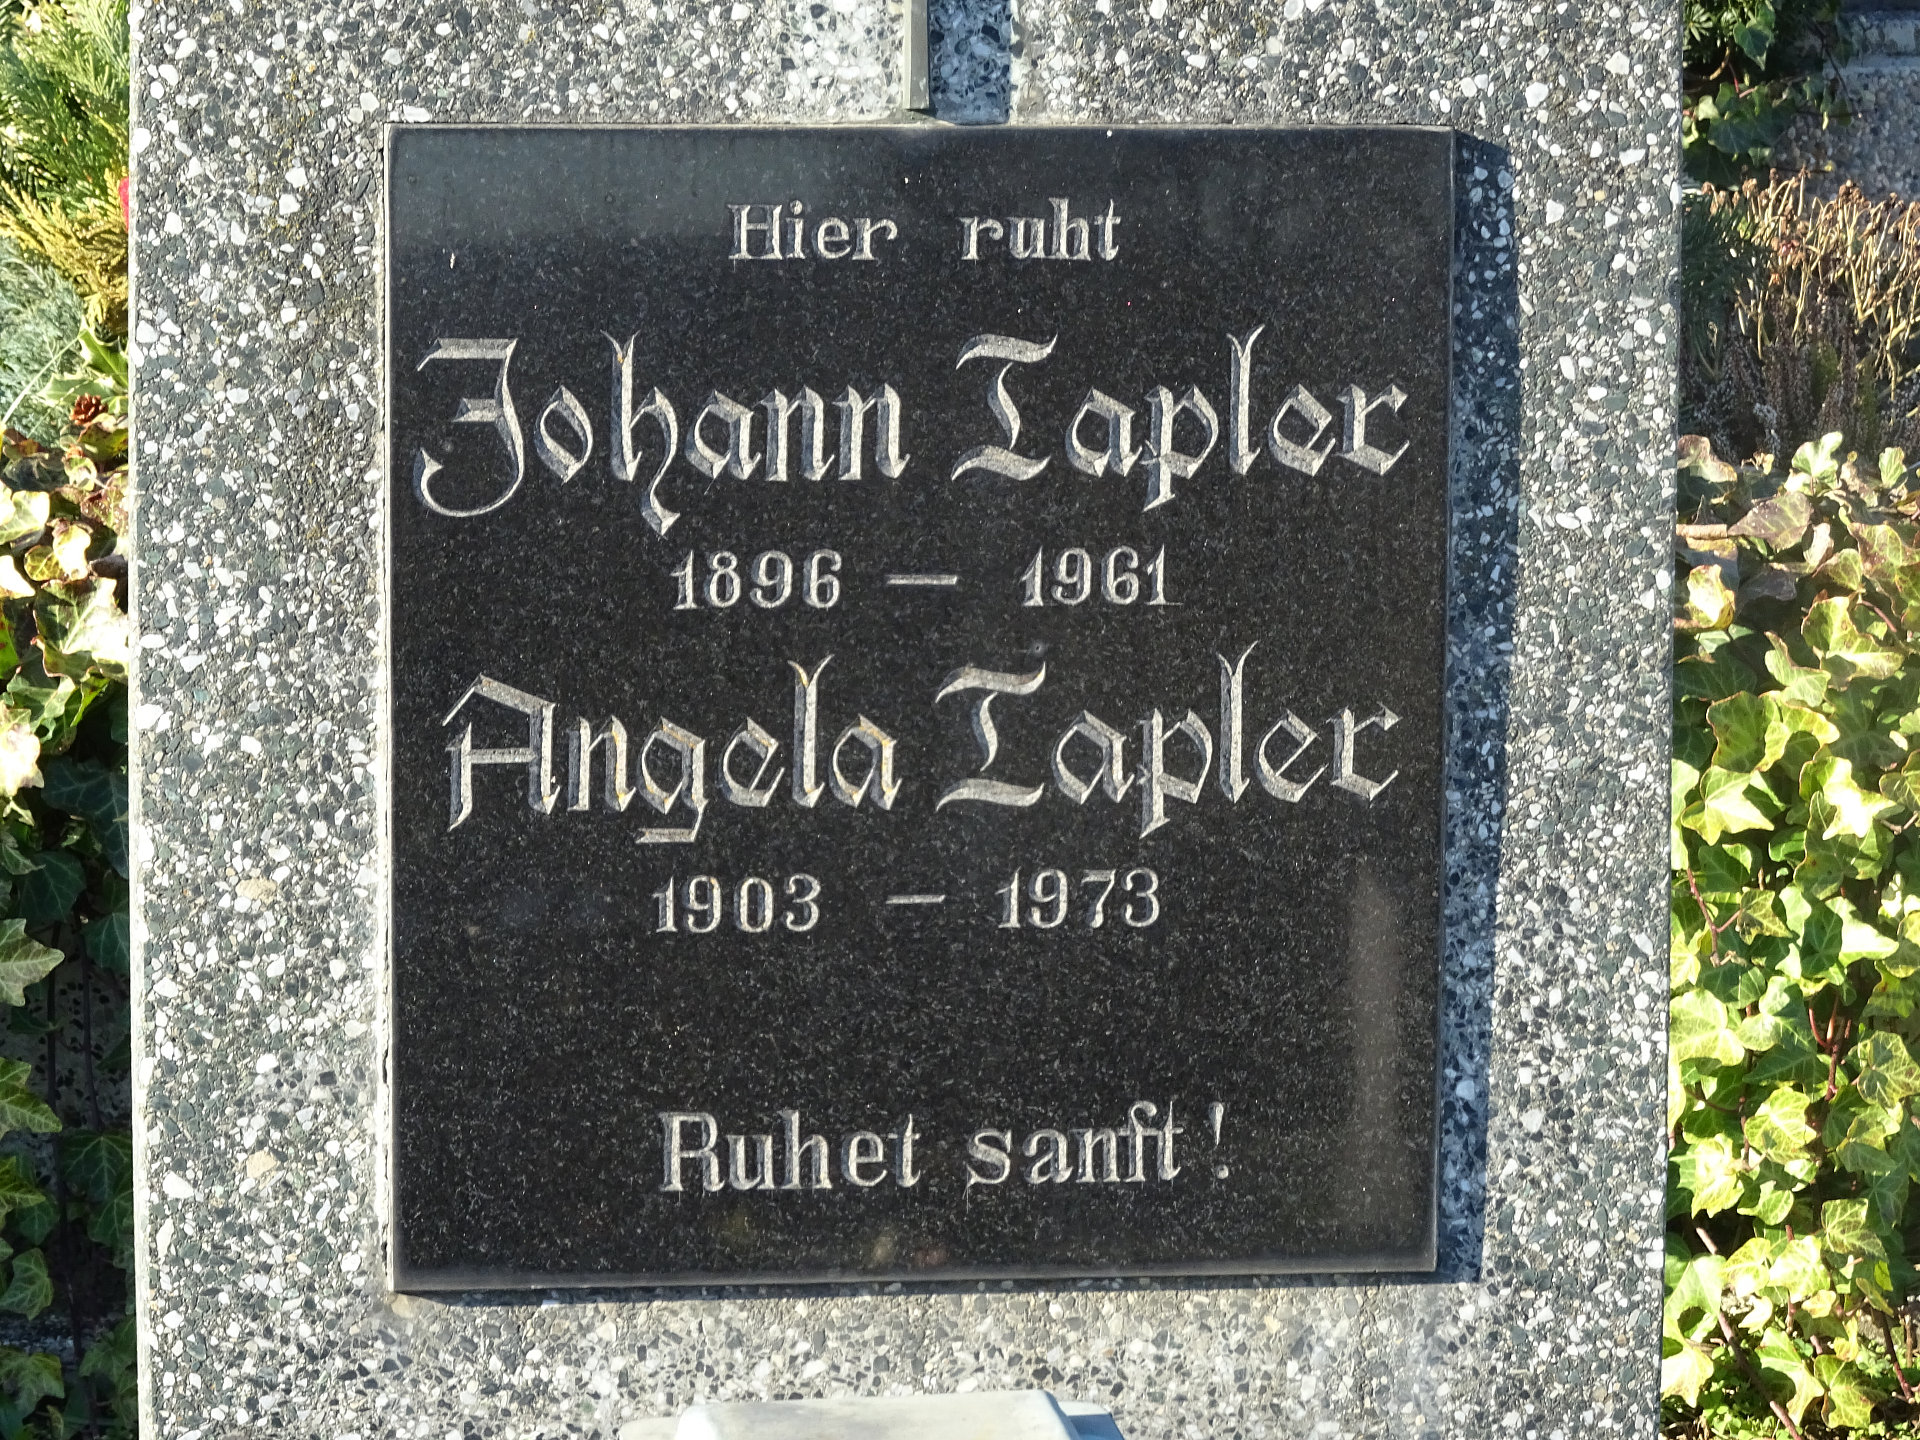 Hier ruht
Johann Tapler
1896 – 1961
Angela Tapler
1903 – 1973
Ruhet sanft!